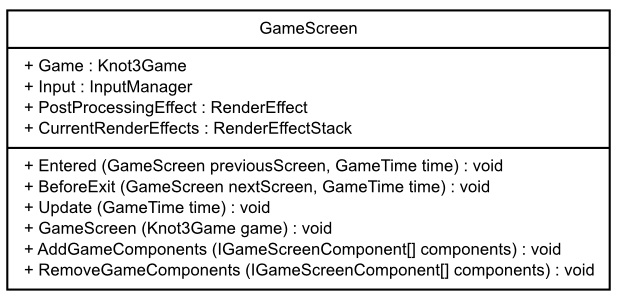 GameScreen
+ Game : Knot3Game
+ Input : InputManager
+ PostProcessingEffect : RenderEffect
+ CurrentRenderEffects : RenderEffectStack
+ Entered (GameScreen previousScreen, GameTime time) : void
+ BeforeExit (GameScreen nextScreen, GameTime time) : void
+ Update (GameTime time) : void
+ GameScreen (Knot3Game game) : void
+ AddGameComponents (IGameScreenComponent[] components) : void
+ RemoveGameComponents (IGameScreenComponent[] components) : void